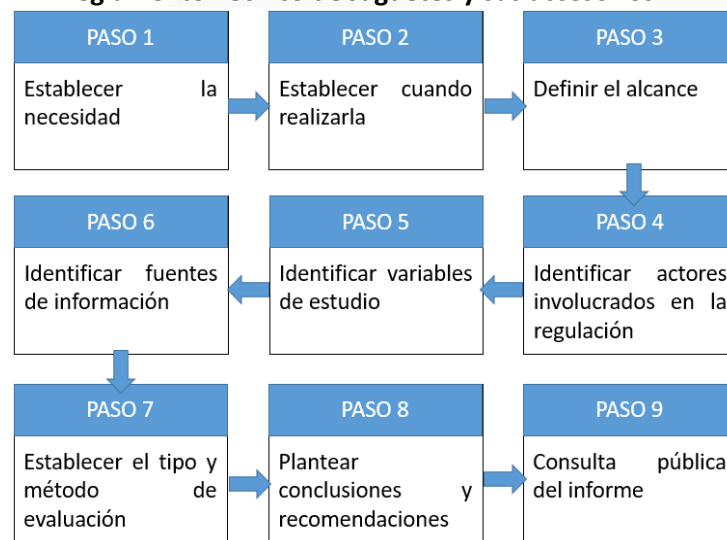 PASO 1
Establecer la
necesidad
PASO 2
Establecer cuando
realizarla
PASO 3
Definir el alcance
PASO 4
Identificar actores
involucrados en la
regulación
PASO 5
Identificar variables
de estudio
PASO 6
Identificar fuentes
de información
PASO 7
Establecer el tipo y
método de
evaluación
PASO 8
Plantear
conclusiones y
recomendaciones
PASO 9
Consulta pública
del informe